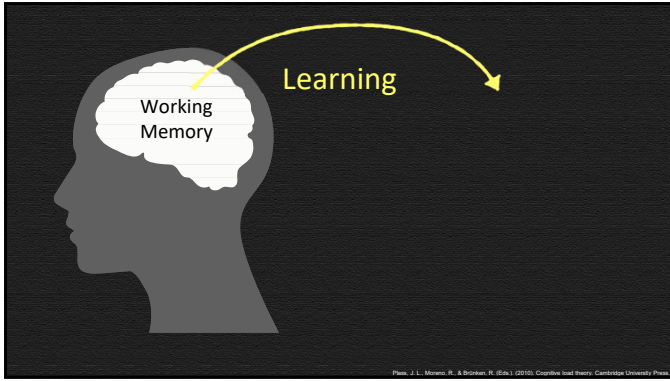 Learning
Working
Memory
Plass, J. L., Moreno, R., & Brünken, R. (Eds.). (2010). Cognitive load theory. Cambridge University Press